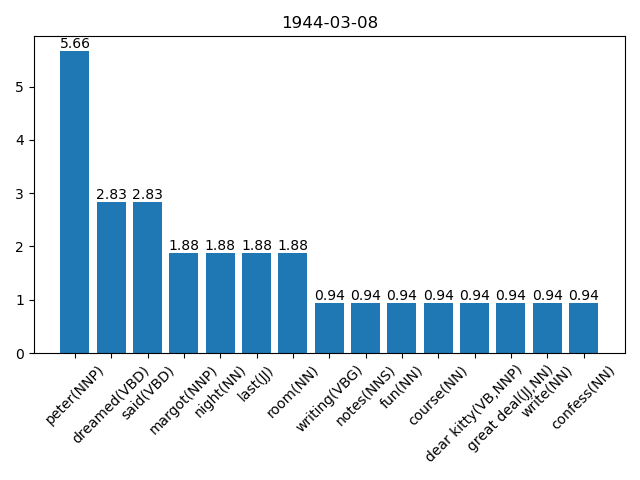 1944-03-08
5.66
2.83 2.83
1.88 1.88 1.88 1.88
0.94 0.94 0.94 0.94 0.94 0.94 0.94 0.94
5
4
3
2
1
0
peter(NNP)
dreamed(VBD)
said(VBD)
margot(NNP)
night(NN)
last(JJ)
room(NN)
writing(VBG)
notes(NNS)
fun(NN)
course(NN)
dear kitty(VB,NNP)
great deal(JJ,NN)
write(NN)
confess(NN)